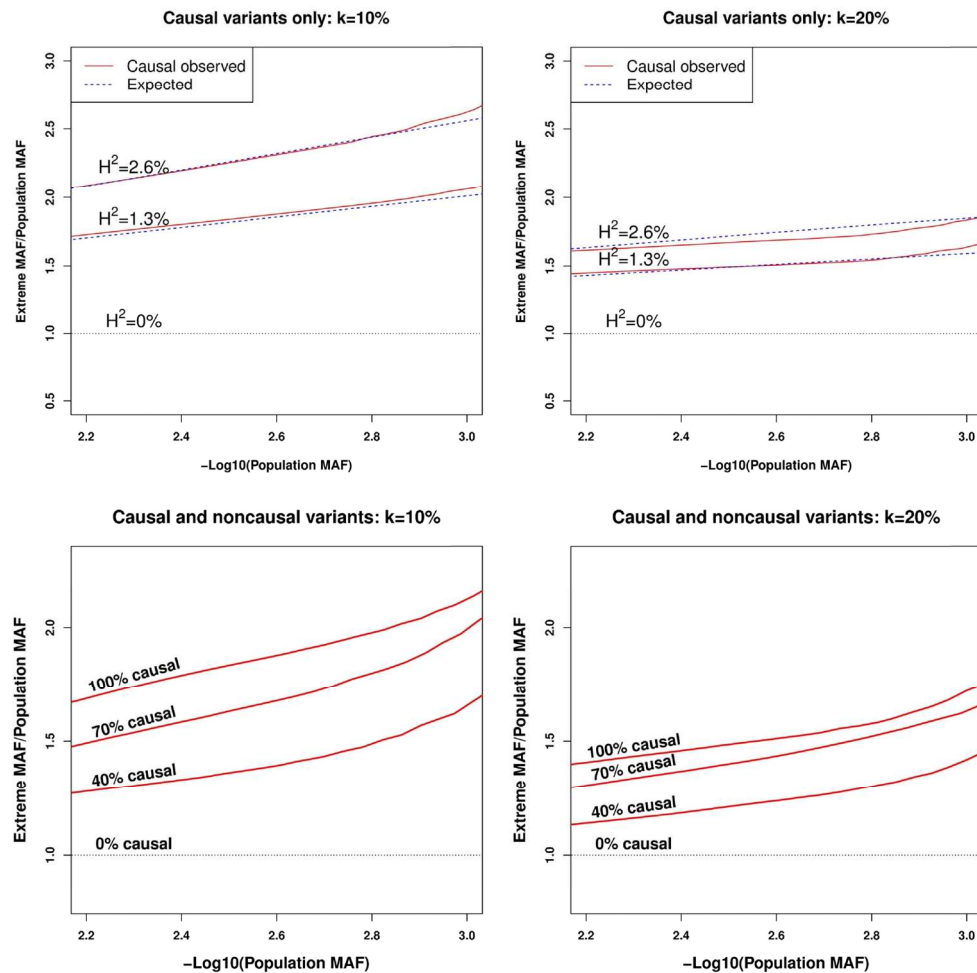 Causal variants only: k=10%
Extreme MAF/Population MAF
3.0
2.5
2.0
1.5
1.0
0.5
Causal observed
Expected
H²=2.6%
H²=1.3%
H²=0%
2.2 2.4 2.6 2.8 3.0
−Log10(Population MAF)
Causal variants only: k=20%
Extreme MAF/Population MAF
3.0
2.5
2.0
1.5
1.0
0.5
Causal observed
Expected
H²=2.6%
H²=1.3%
H²=0%
2.2 2.4 2.6 2.8 3.0
−Log10(Population MAF)
Causal and noncausal variants: k=10%
Extreme MAF/Population MAF
2.0
1.5
1.0
100% causal
70% causal
40% causal
0% causal
2.2 2.4 2.6 2.8 3.0
−Log10(Population MAF)
Causal and noncausal variants: k=20%
Extreme MAF/Population MAF
2.0
1.5
1.0
100% causal
70% causal
40% causal
0% causal
2.2 2.4 2.6 2.8 3.0
−Log10(Population MAF)